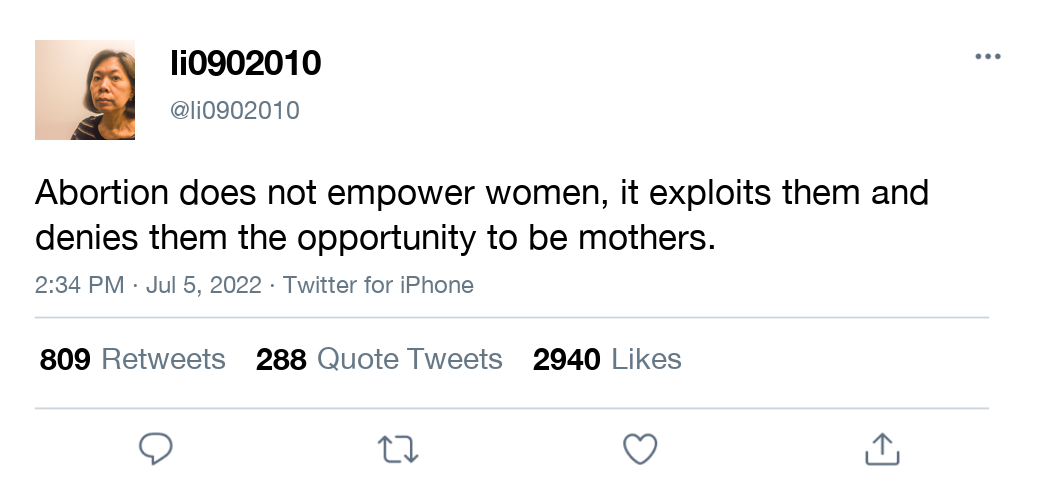 li0902010
@li0902010
Abortion does not empower women, it exploits them and
denies them the opportunity to be mothers.
2:34 PM · Jul 5, 2022 · Twitter for iPhone
809 Retweets 288 Quote Tweets 2940 Likes